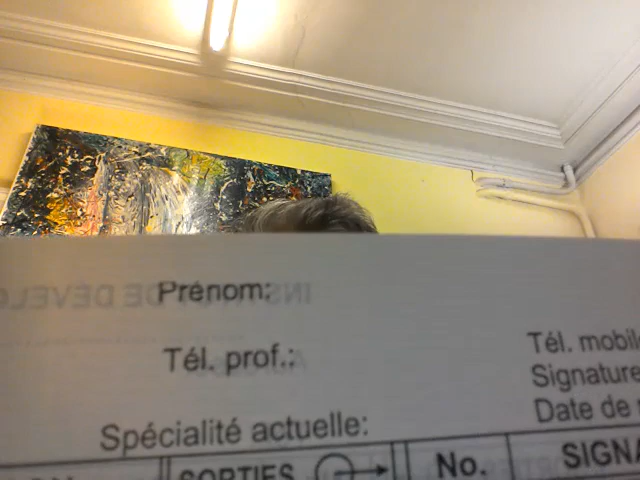 Prénom:
Tél. prof.:
Tél. mobil
Signature
Spécialité actuelle:
Date de
SORTIES No. SIGNA